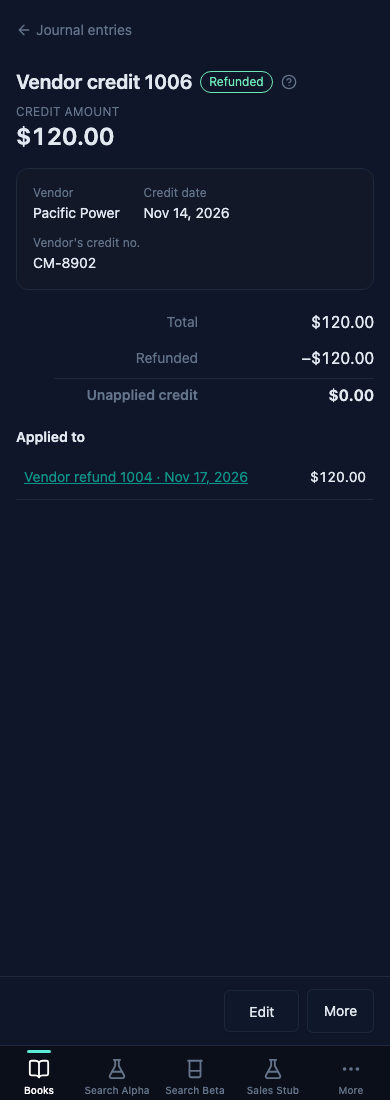 Journal entries
Vendor credit 1006 Refunded
CREDIT AMOUNT
$120.00
Vendor Credit date
Pacific Power Nov 14, 2026
Vendor's credit no.
CM-8902
Total $120.00
Refunded –$120.00
Unapplied credit $0.00
Applied to
Vendor refund 1004 · Nov 17, 2026 $120.00
Edit More
Books Search Alpha Search Beta Sales Stub More